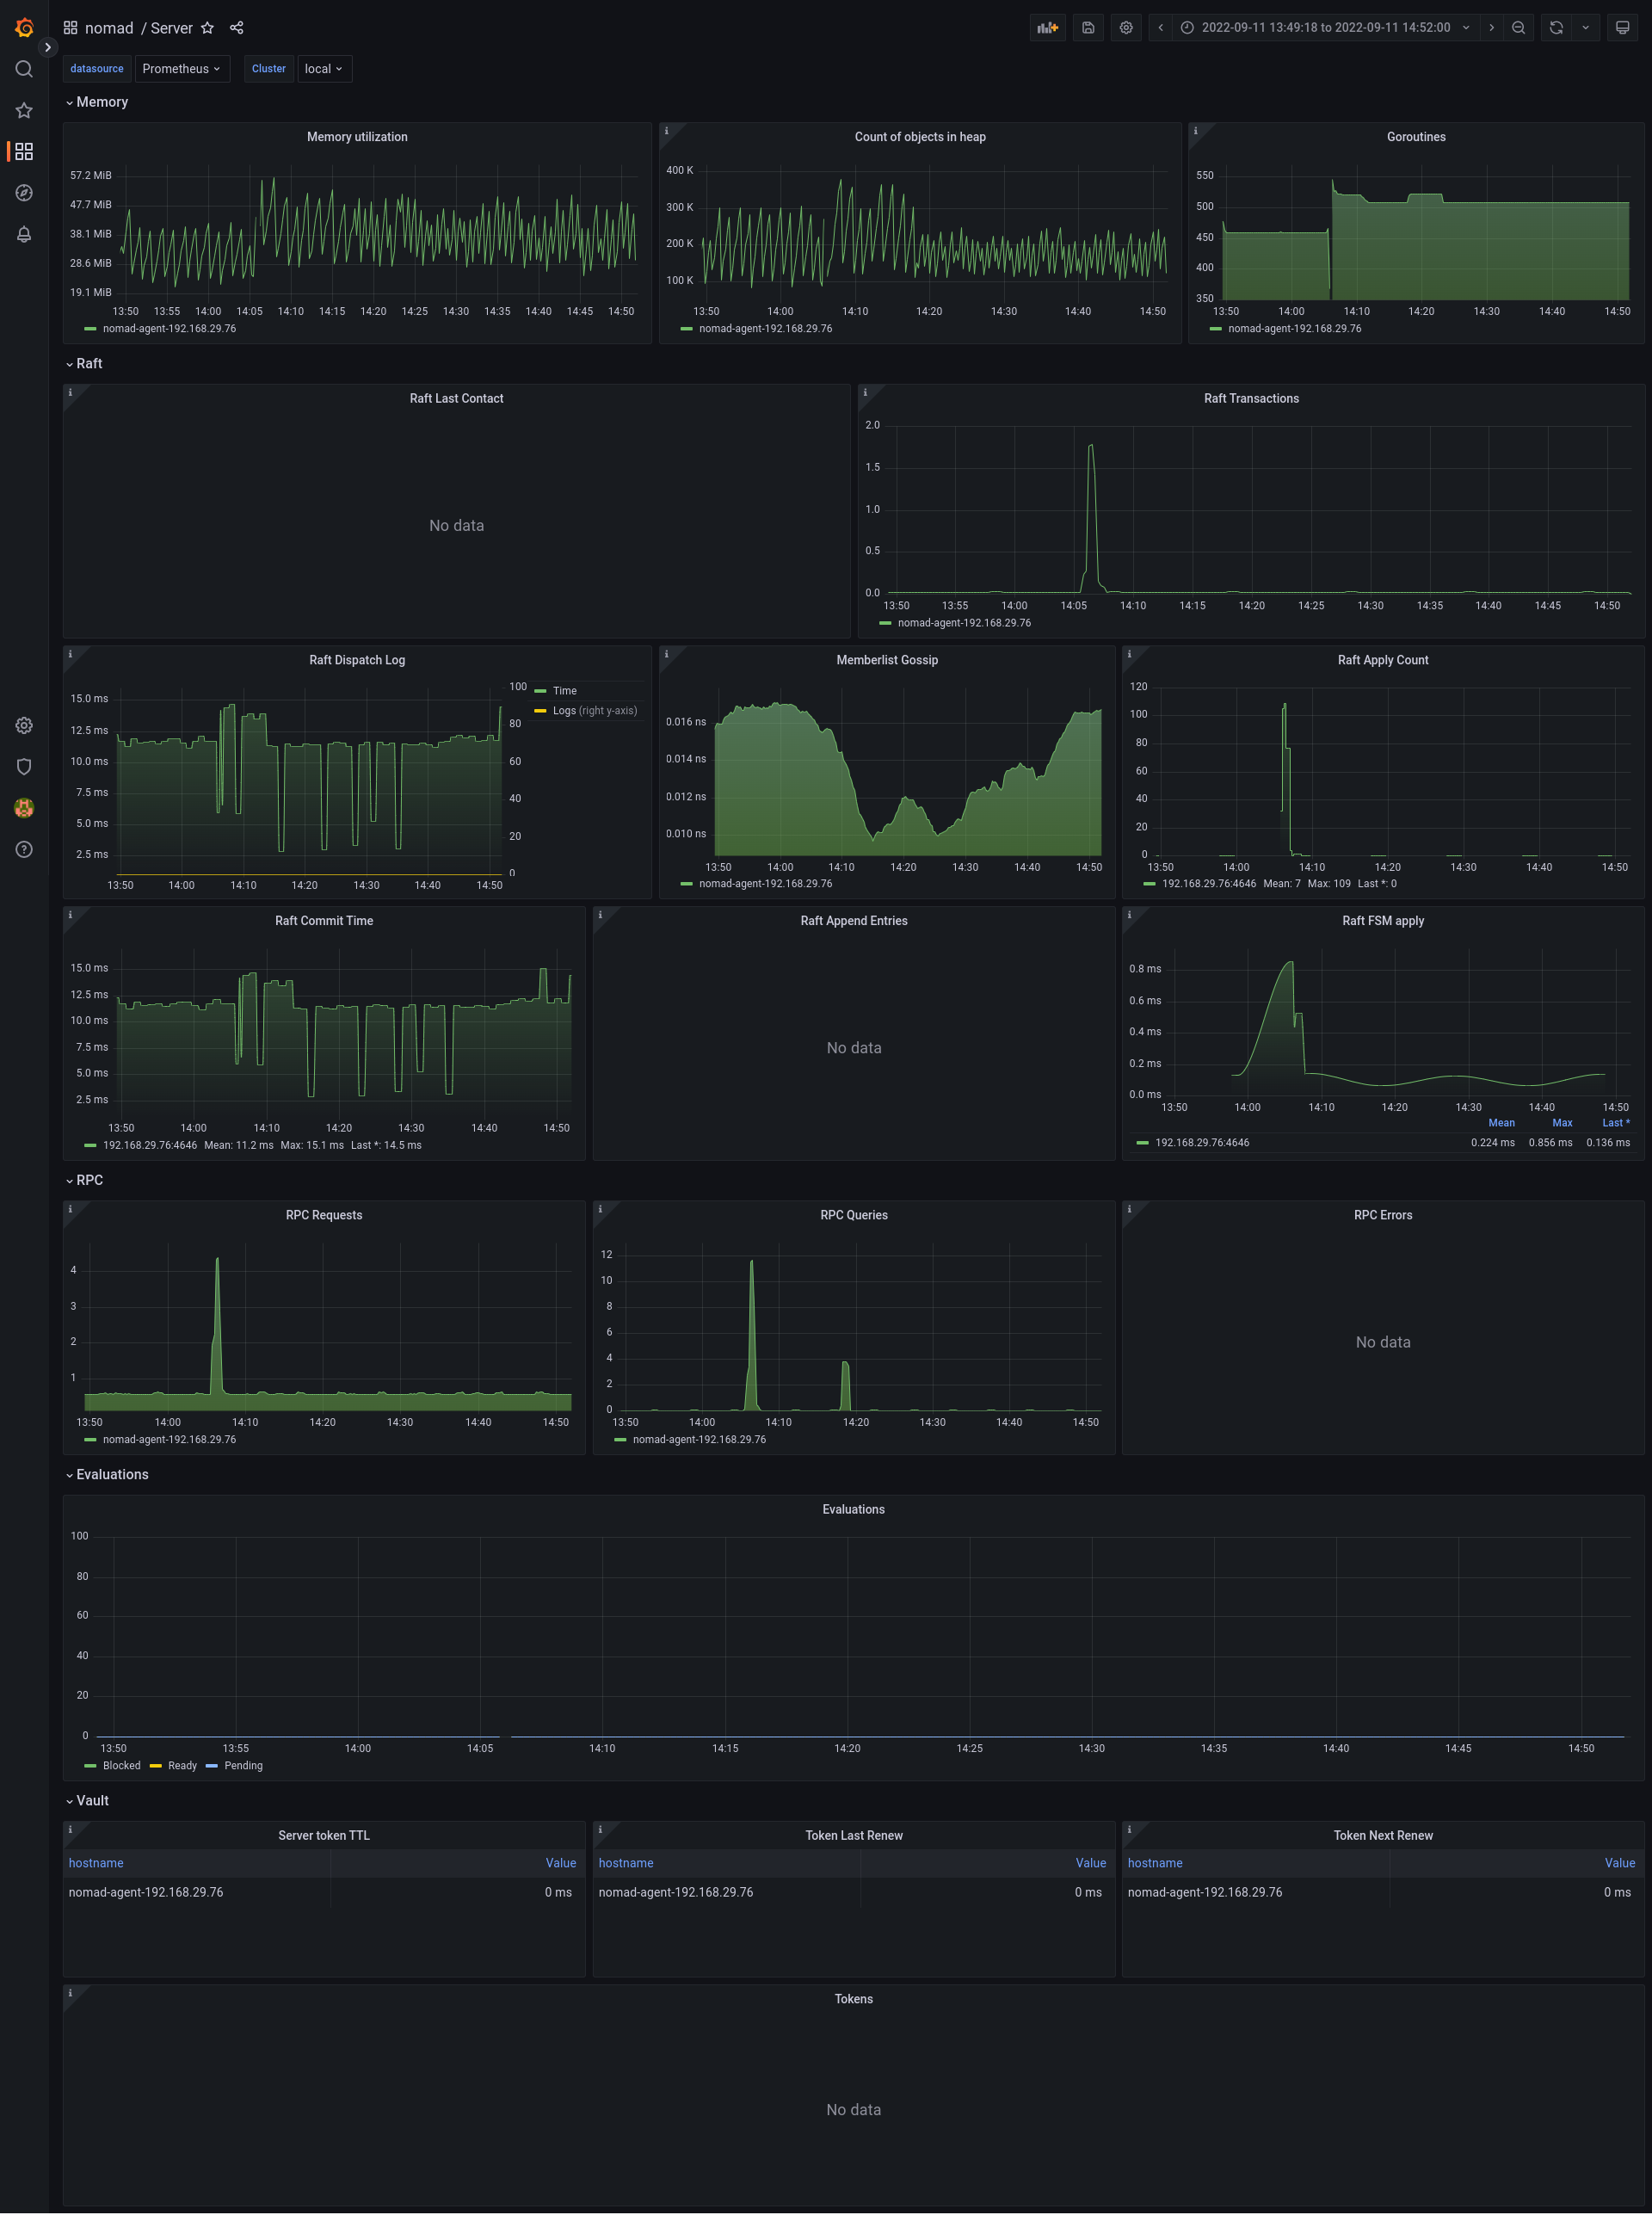 nomad / Server
2022-09-11 13:49:18 to 2022-09-11 14:52:00
datasource Prometheus Cluster local
Memory
Memory utilization
57.2 MiB
47.7 MiB
38.1 MiB
28.6 MiB
19.1 MiB
13:50 13:55 14:00 14:05 14:10 14:15 14:20 14:25 14:30 14:35 14:40 14:45 14:50
nomad-agent-192.168.29.76
Count of objects in heap
400 K
300 K
200 K
100 K
13:50 14:00 14:10 14:20 14:30 14:40 14:50
nomad-agent-192.168.29.76
Goroutines
550
500
450
400
350
13:50 14:00 14:10 14:20 14:30 14:40 14:50
nomad-agent-192.168.29.76
Raft
Raft Last Contact
No data
Raft Transactions
2.0
1.5
1.0
0.5
0.0
13:50 13:55 14:00 14:05 14:10 14:15 14:20 14:25 14:30 14:35 14:40 14:45 14:50
nomad-agent-192.168.29.76
Raft Dispatch Log
15.0 ms
12.5 ms
10.0 ms
7.5 ms
5.0 ms
2.5 ms
100
80
60
40
20
0
13:50 14:00 14:10 14:20 14:30 14:40 14:50
Time
Logs (right y-axis)
Memberlist Gossip
0.016 ns
0.014 ns
0.012 ns
0.010 ns
13:50 14:00 14:10 14:20 14:30 14:40 14:50
nomad-agent-192.168.29.76
Raft Apply Count
120
100
80
60
40
20
0
13:50 14:00 14:10 14:20 14:30 14:40 14:50
192.168.29.76:4646 Mean: 7 Max: 109 Last *: 0
Raft Commit Time
15.0 ms
12.5 ms
10.0 ms
7.5 ms
5.0 ms
2.5 ms
13:50 14:00 14:10 14:20 14:30 14:40 14:50
192.168.29.76:4646 Mean: 11.2 ms Max: 15.1 ms Last *: 14.5 ms
Raft Append Entries
No data
Raft FSM apply
0.8 ms
0.6 ms
0.4 ms
0.2 ms
0.0 ms
13:50 14:00 14:10 14:20 14:30 14:40 14:50
Mean Max Last *
192.168.29.76:4646 0.224 ms 0.856 ms 0.136 ms
RPC
RPC Requests
4
3
2
1
13:50 14:00 14:10 14:20 14:30 14:40 14:50
nomad-agent-192.168.29.76
RPC Queries
12
10
8
6
4
2
0
13:50 14:00 14:10 14:20 14:30 14:40 14:50
nomad-agent-192.168.29.76
RPC Errors
No data
Evaluations
Evaluations
100
80
60
40
20
0
13:50 13:55 14:00 14:05 14:10 14:15 14:20 14:25 14:30 14:35 14:40 14:45 14:50
Blocked Ready Pending
Vault
Server token TTL
hostname Value
nomad-agent-192.168.29.76 0 ms
Token Last Renew
hostname Value
nomad-agent-192.168.29.76 0 ms
Token Next Renew
hostname Value
nomad-agent-192.168.29.76 0 ms
Tokens
No data